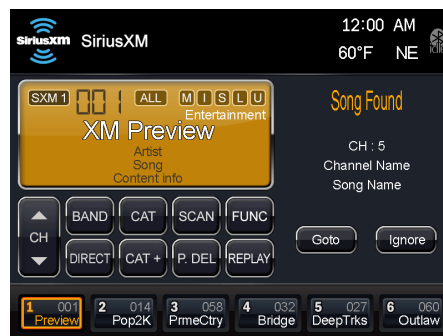 siriusxm SiriusXM
12:00 AM
60°F NE
SXM 1 001 ALL M I S L U
Entertainment
XM Preview
Artist
Song
Content info
Song Found
CH : 5
Channel Name
Song Name
Goto Ignore
CH
BAND CAT SCAN FUNC
DIRECT CAT + P. DEL REPLAY
1 001 Preview
2 014 Pop2K
3 058 PrmeCtry
4 032 Bridge
5 027 DeepTrks
6 060 Outlaw